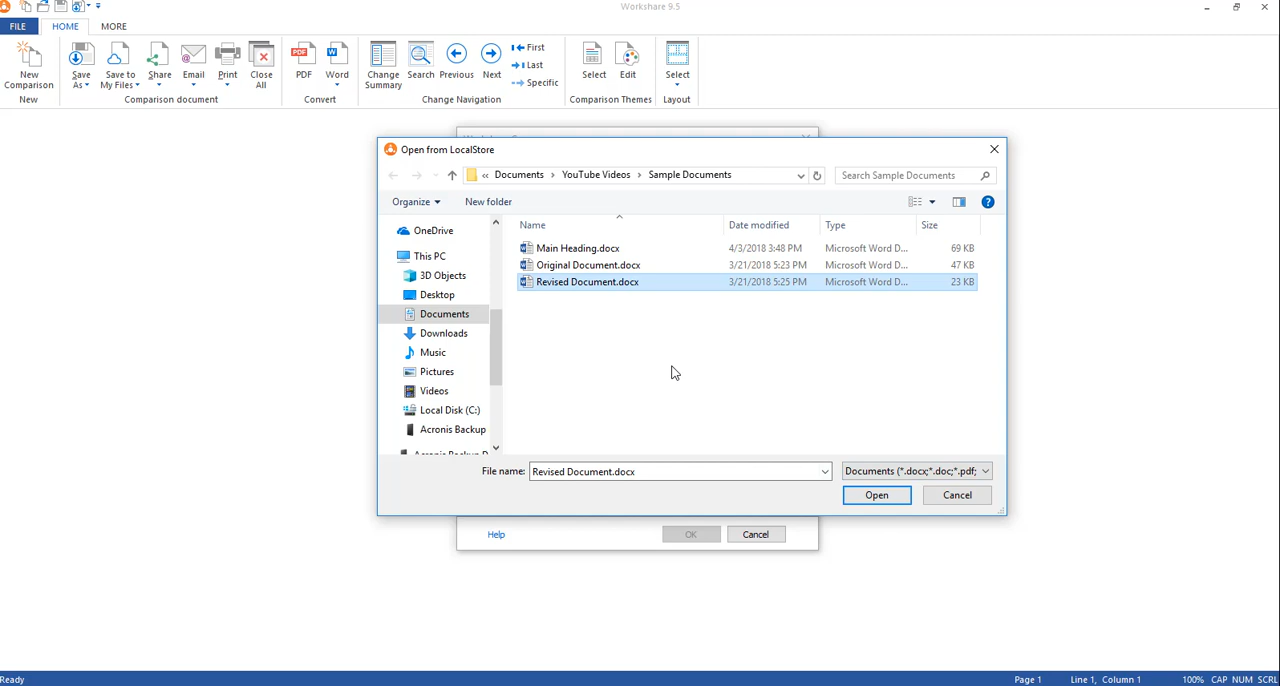 Workshare 9.5
FILE HOME MORE
New Comparison
Save As
Save to My Files
Share
Email
Print
Close All
PDF
Word
Change Summary
Search
Previous
Next
First
Last
Specific
Select
Edit
Select
New
Comparison document
Convert
Change Navigation
Comparison Themes
Layout
Open from LocalStore
« Documents › YouTube Videos › Sample Documents
Search Sample Documents
Organize
New folder
Name Date modified Type Size
Main Heading.docx 4/3/2018 3:48 PM Microsoft Word D... 69 KB
Original Document.docx 3/21/2018 5:23 PM Microsoft Word D... 47 KB
Revised Document.docx 3/21/2018 5:25 PM Microsoft Word D... 23 KB
OneDrive
This PC
3D Objects
Desktop
Documents
Downloads
Music
Pictures
Videos
Local Disk (C:)
Acronis Backup
File name: Revised Document.docx
Documents (*.docx;*.doc;*.pdf;
Open Cancel
Help OK Cancel
Ready Page 1 Line 1, Column 1 100% CAP NUM SCRL